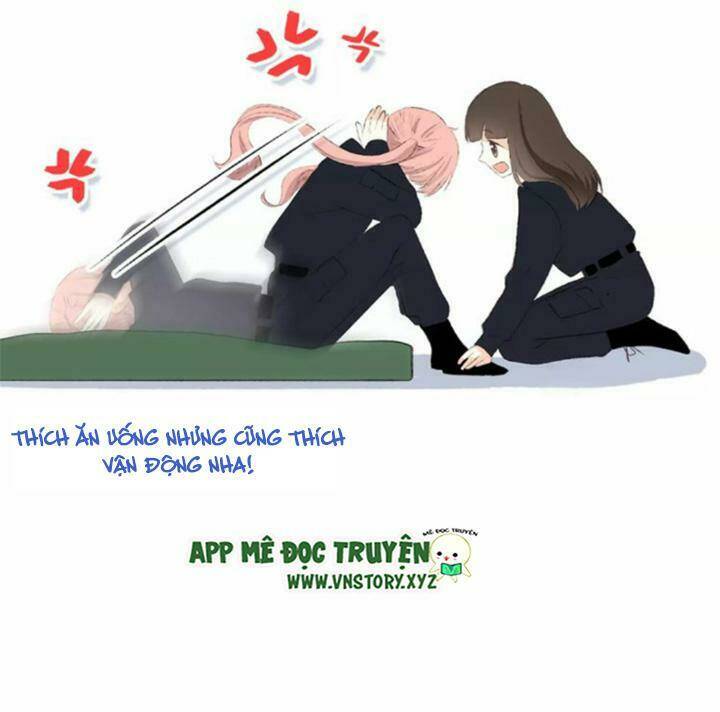 THÍCH ĂN UỐNG NHƯNG CŨNG THÍCH
VẬN ĐỘNG NHA!
MÊ ĐỌC TRUYỆN
APP MÊ ĐỌC TRUYỆN
WWW.VNSTORY.XYZ